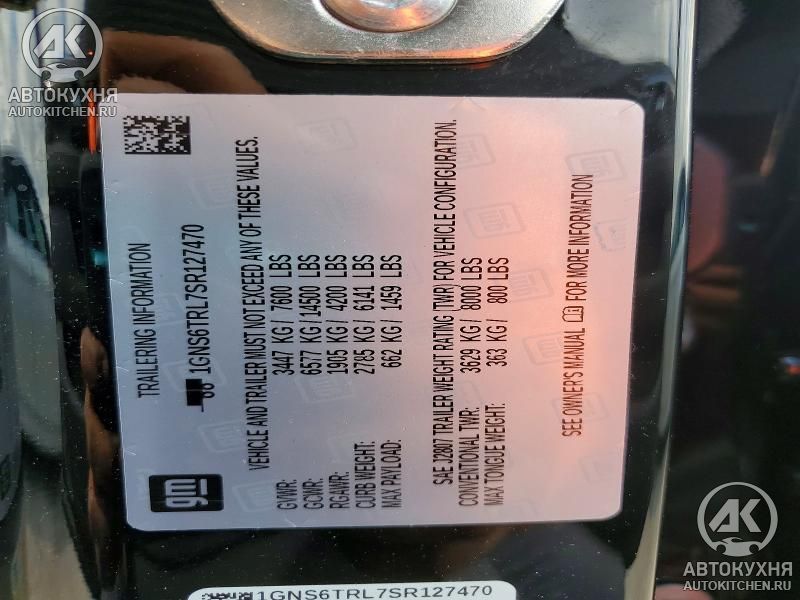 АВТОКУХНЯ
AUTOKITCHEN.RU
gm
TRAILERING INFORMATION
1GNS6TRL7SR127470
VEHICLE AND TRAILER MUST NOT EXCEED ANY OF THESE VALUES.
GVWR: 3447 KG / 7600 LBS
GCWR: 6577 KG / 14500 LBS
RGAWR: 1905 KG / 4200 LBS
CURB WEIGHT: 2785 KG / 6141 LBS
MAX PAYLOAD: 662 KG / 1459 LBS
SAE J2807 TRAILER WEIGHT RATING (TWR) FOR VEHICLE CONFIGURATION.
CONVENTIONAL TWR: 3629 KG / 8000 LBS
MAX TONGUE WEIGHT: 363 KG / 800 LBS
SEE OWNER'S MANUAL FOR MORE INFORMATION
1GNS6TRL7SR127470
АВТОКУХНЯ
AUTOKITCHEN.RU